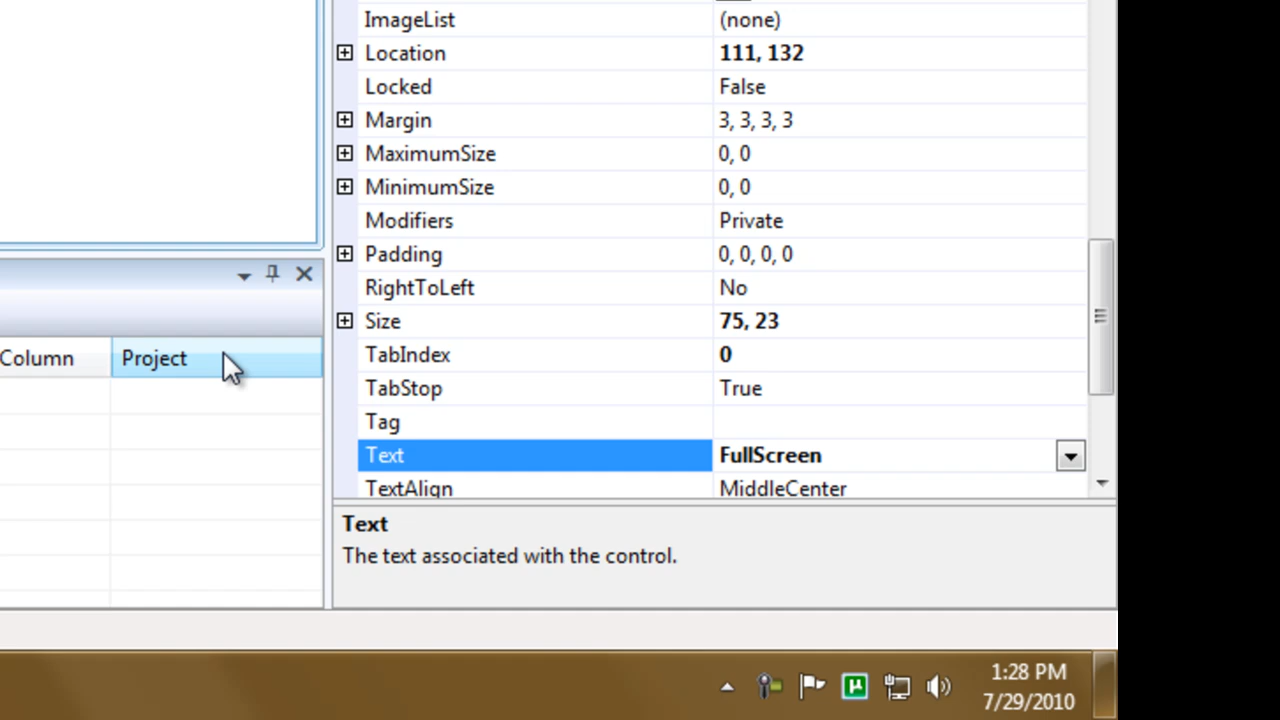 ImageList (none)
Location 111, 132
Locked False
Margin 3, 3, 3, 3
MaximumSize 0, 0
MinimumSize 0, 0
Modifiers Private
Padding 0, 0, 0, 0
RightToLeft No
Size 75, 23
Column Project
TabIndex 0
TabStop True
Tag
Text FullScreen
TextAlign MiddleCenter
Text
The text associated with the control.
1:28 PM
7/29/2010